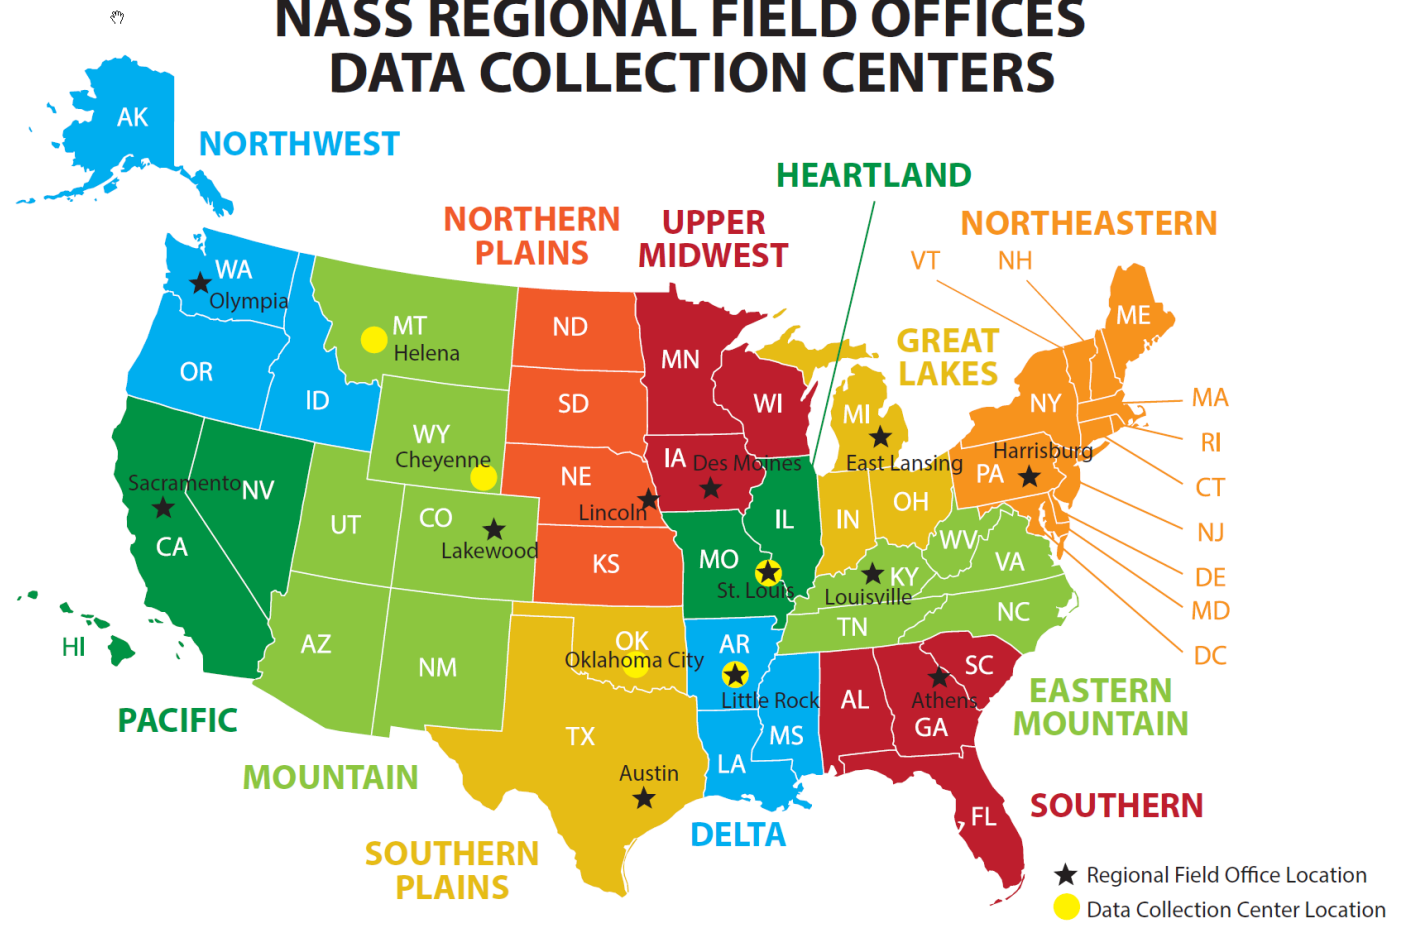 NASS REGIONAL FIELD OFFICES
DATA COLLECTION CENTERS
AK
NORTHWEST
HEARTLAND
NORTHERN
PLAINS
UPPER
MIDWEST
NORTHEASTERN
VT
NH
WA
Olympia
MT
Helena
ND
ME
GREAT
LAKES
OR
ID
MN
SD
WI
MI
NY
MA
WY
Cheyenne
IA
Des Moines
East Lansing
Harrisburg
PA
RI
Sacramento
NV
NE
Lincoln
OH
CT
UT
CO
Lakewood
IL
IN
NJ
CA
KS
MO
St. Louis
KY
Louisville
WV
VA
DE
MD
HI
AZ
NM
OK
Oklahoma City
AR
Little Rock
TN
NC
DC
SC
Athens
GA
AL
EASTERN
MOUNTAIN
PACIFIC
TX
MS
LA
MOUNTAIN
Austin
DELTA
SOUTHERN
FL
SOUTHERN
PLAINS
Regional Field Office Location
Data Collection Center Location